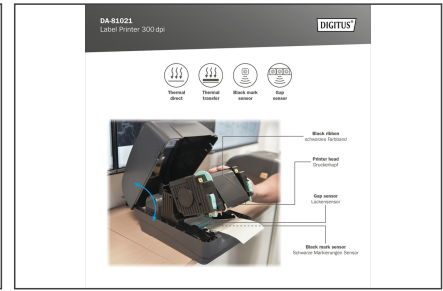 DA-81021
Label Printer 300 dpi
DIGITUS®
Thermal
direct
Thermal
transfer
Black mark
sensor
Gap
sensor
Black ribbon
schwarzes Farbband
Printer head
Druckerkopf
Gap sensor
Lückensensor
Black mark sensor
Schwarze Markierungen Sensor